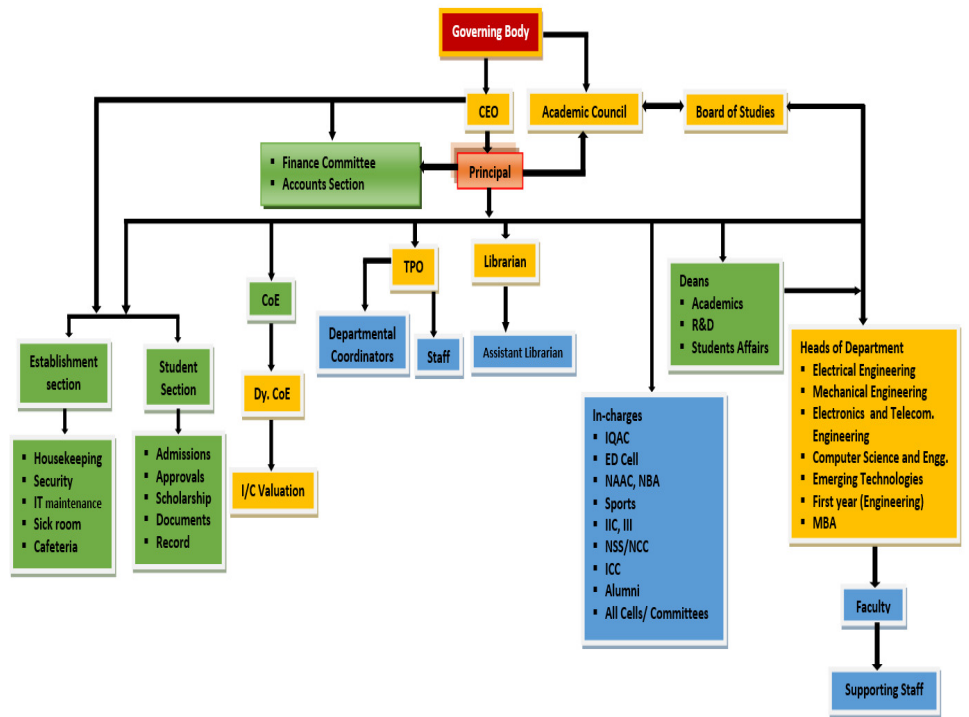 Governing Body
CEO
Academic Council
Board of Studies
▪ Finance Committee
▪ Accounts Section
Principal
TPO
Librarian
CoE
Deans
▪ Academics
▪ R&D
▪ Students Affairs
Departmental
Coordinators
Staff
Assistant Librarian
Establishment
section
Student
Section
Dy. CoE
Heads of Department
▪ Electrical Engineering
▪ Mechanical Engineering
▪ Electronics and Telecom.
Engineering
▪ Computer Science and Engg.
▪ Emerging Technologies
▪ First year (Engineering)
▪ MBA
In-charges
▪ IQAC
▪ ED Cell
▪ NAAC, NBA
▪ Sports
▪ IIC, III
▪ NSS/NCC
▪ ICC
▪ Alumni
▪ All Cells/ Committees
▪ Housekeeping
▪ Security
▪ IT maintenance
▪ Sick room
▪ Cafeteria
▪ Admissions
▪ Approvals
▪ Scholarship
▪ Documents
▪ Record
I/C Valuation
Faculty
Supporting Staff